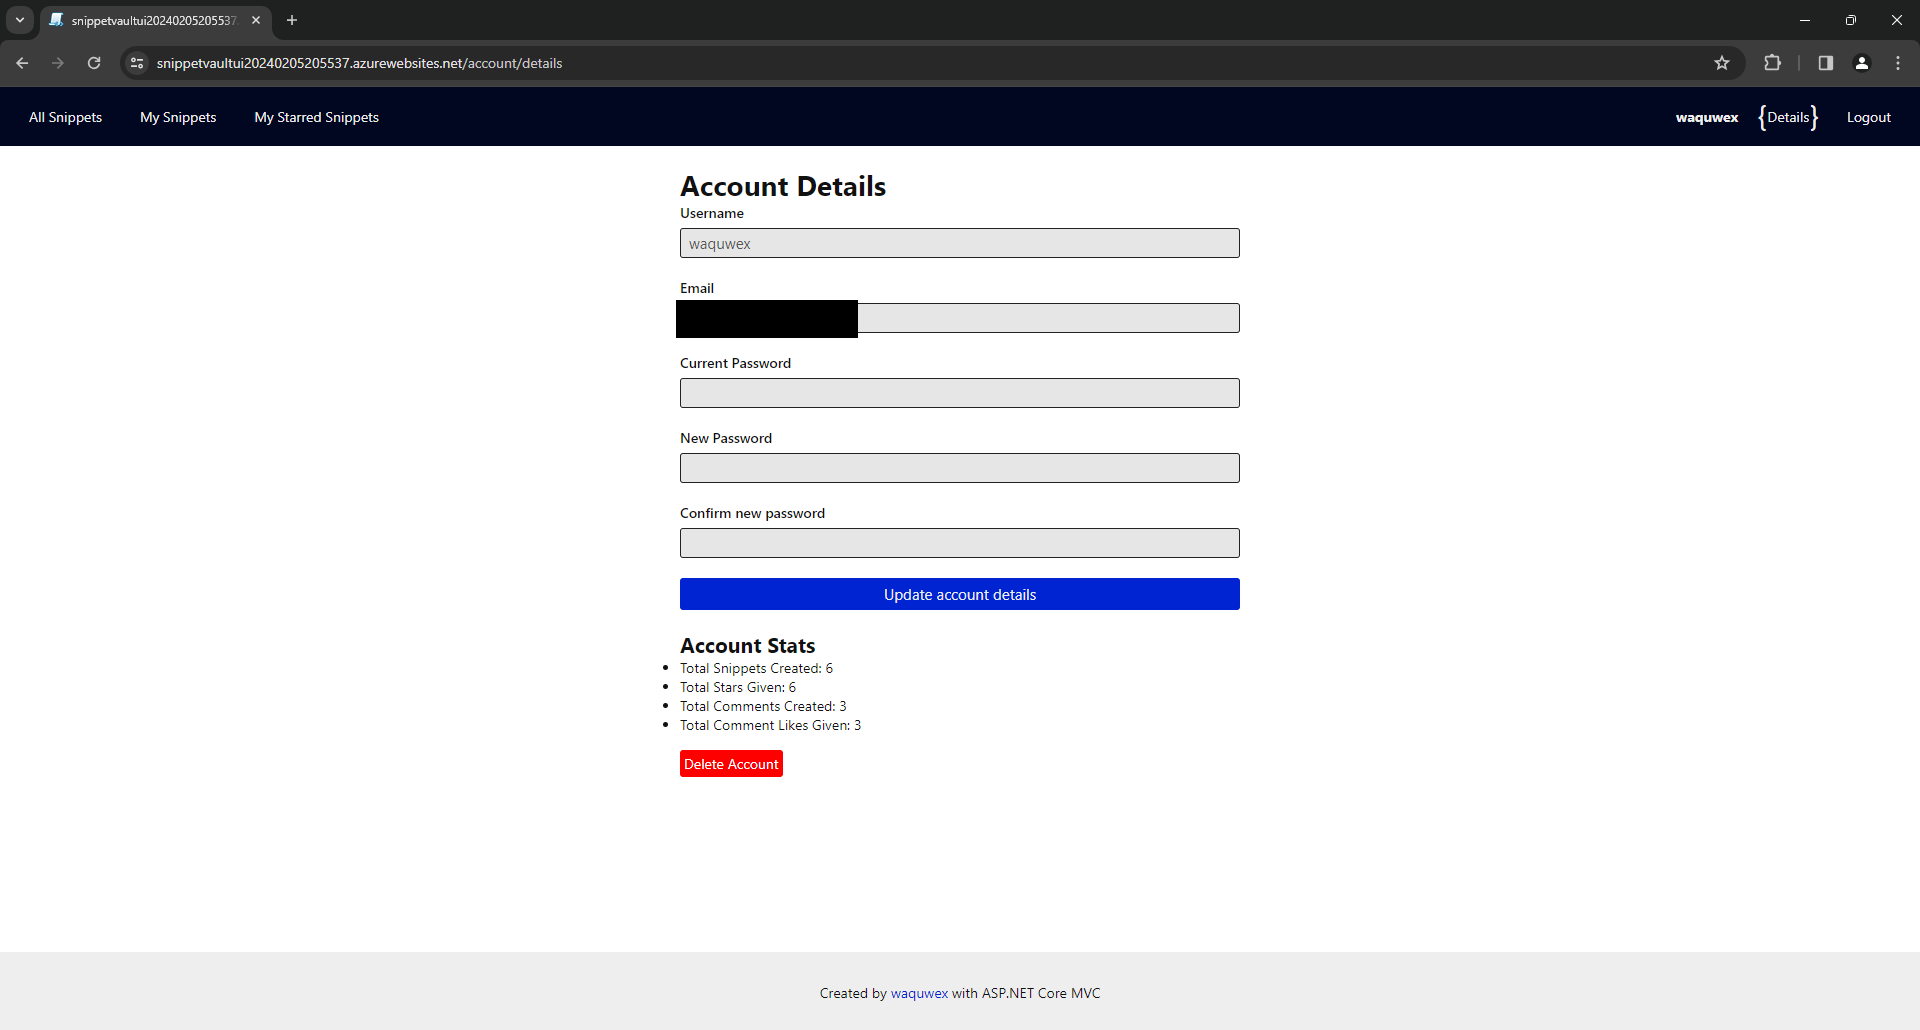 snippetvaultui20240205205537.
snippetvaultui20240205205537.azurewebsites.net/account/details
All Snippets My Snippets My Starred Snippets waquwex {Details} Logout
Account Details
Username
waquwex
Email
Current Password
New Password
Confirm new password
Update account details
Account Stats
• Total Snippets Created: 6
• Total Stars Given: 6
• Total Comments Created: 3
• Total Comment Likes Given: 3
Delete Account
Created by waquwex with ASP.NET Core MVC